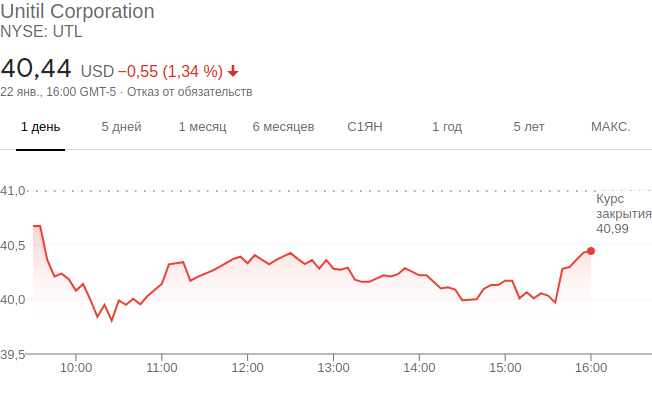 Unitil Corporation
NYSE: UTL
40,44 USD −0,55 (1,34 %)
22 янв., 16:00 GMT-5 · Отказ от обязательств
1 день 5 дней 1 месяц 6 месяцев С1ЯН 1 год 5 лет МАКС.
41,0
Курс
закрытия
40,99
40,5
40,0
39,5
10:00 11:00 12:00 13:00 14:00 15:00 16:00